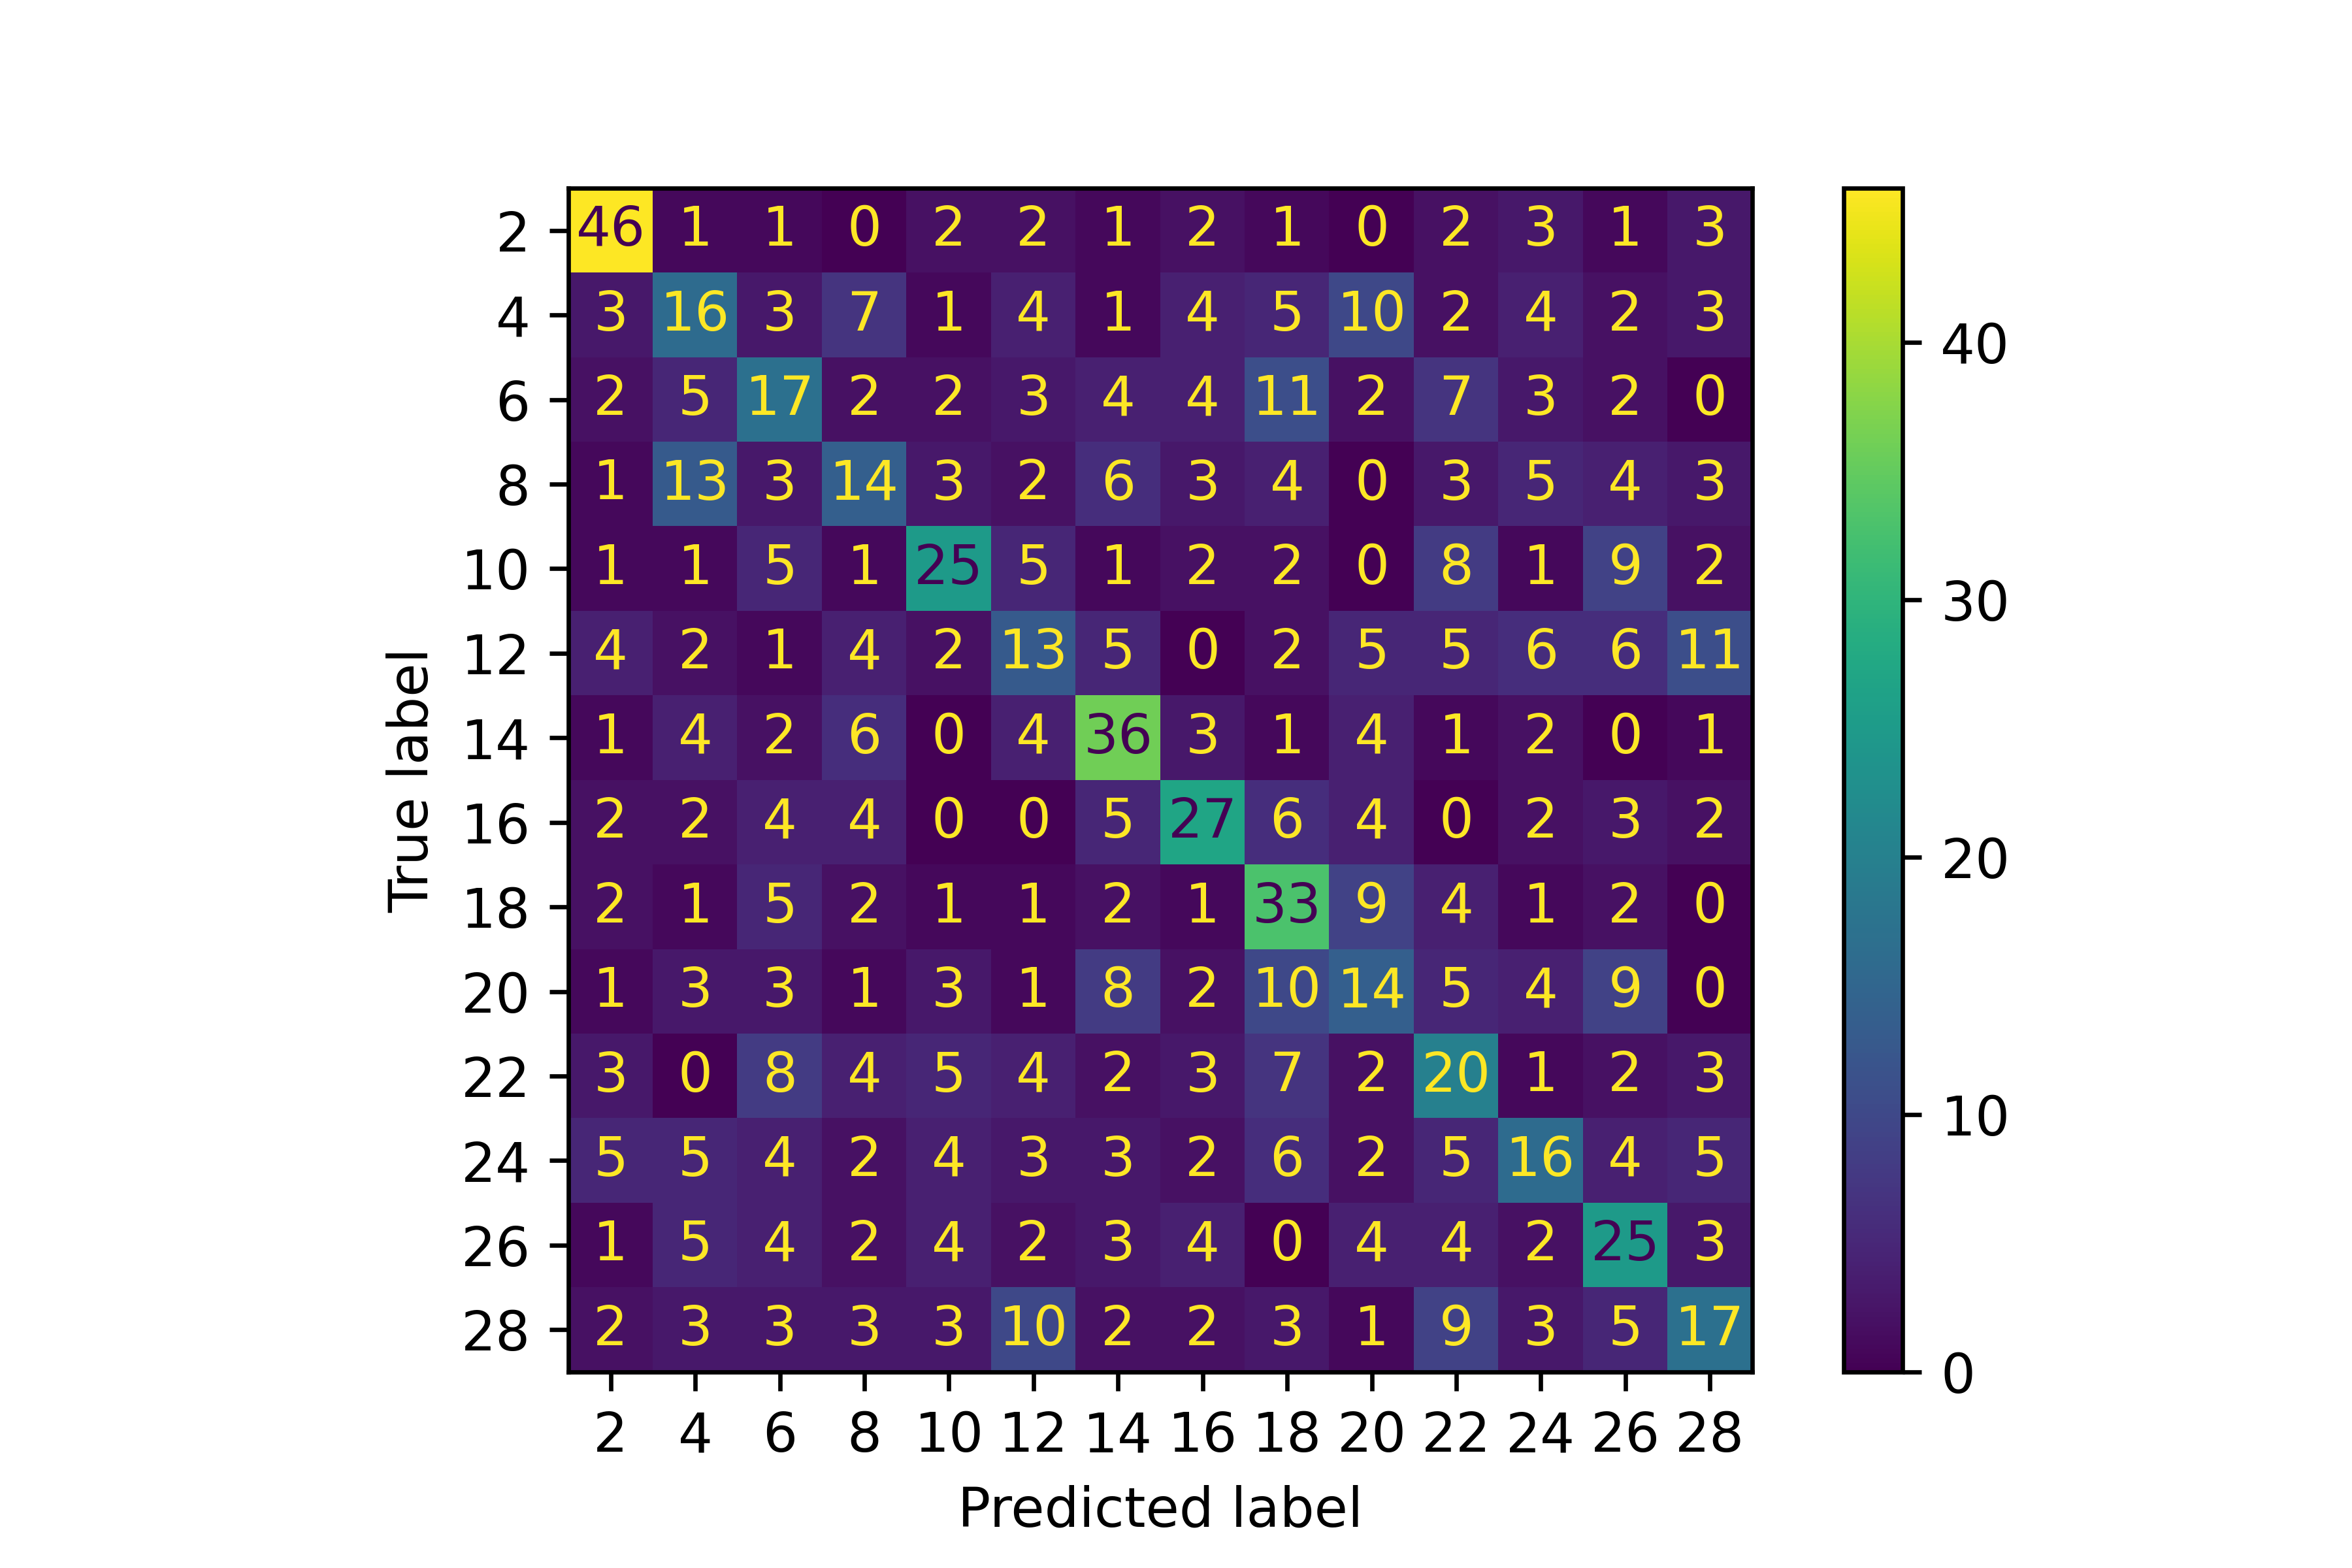 2 46 1 1 0 2 2 1 2 1 0 2 3 1 3
4 3 16 3 7 1 4 1 4 5 10 2 4 2 3
6 2 5 17 2 2 3 4 4 11 2 7 3 2 0
8 1 13 3 14 3 2 6 3 4 0 3 5 4 3
10 1 1 5 1 25 5 1 2 2 0 8 1 9 2
12 4 2 1 4 2 13 5 0 2 5 5 6 6 11
14 1 4 2 6 0 4 36 3 1 4 1 2 0 1
16 2 2 4 4 0 0 5 27 6 4 0 2 3 2
18 2 1 5 2 1 1 2 1 33 9 4 1 2 0
20 1 3 3 1 3 1 8 2 10 14 5 4 9 0
22 3 0 8 4 5 4 2 3 7 2 20 1 2 3
24 5 5 4 2 4 3 3 2 6 2 5 16 4 5
26 1 5 4 2 4 2 3 4 0 4 4 2 25 3
28 2 3 3 3 3 10 2 2 3 1 9 3 5 17
2 4 6 8 10 12 14 16 18 20 22 24 26 28
Predicted label
True label
40
30
20
10
0